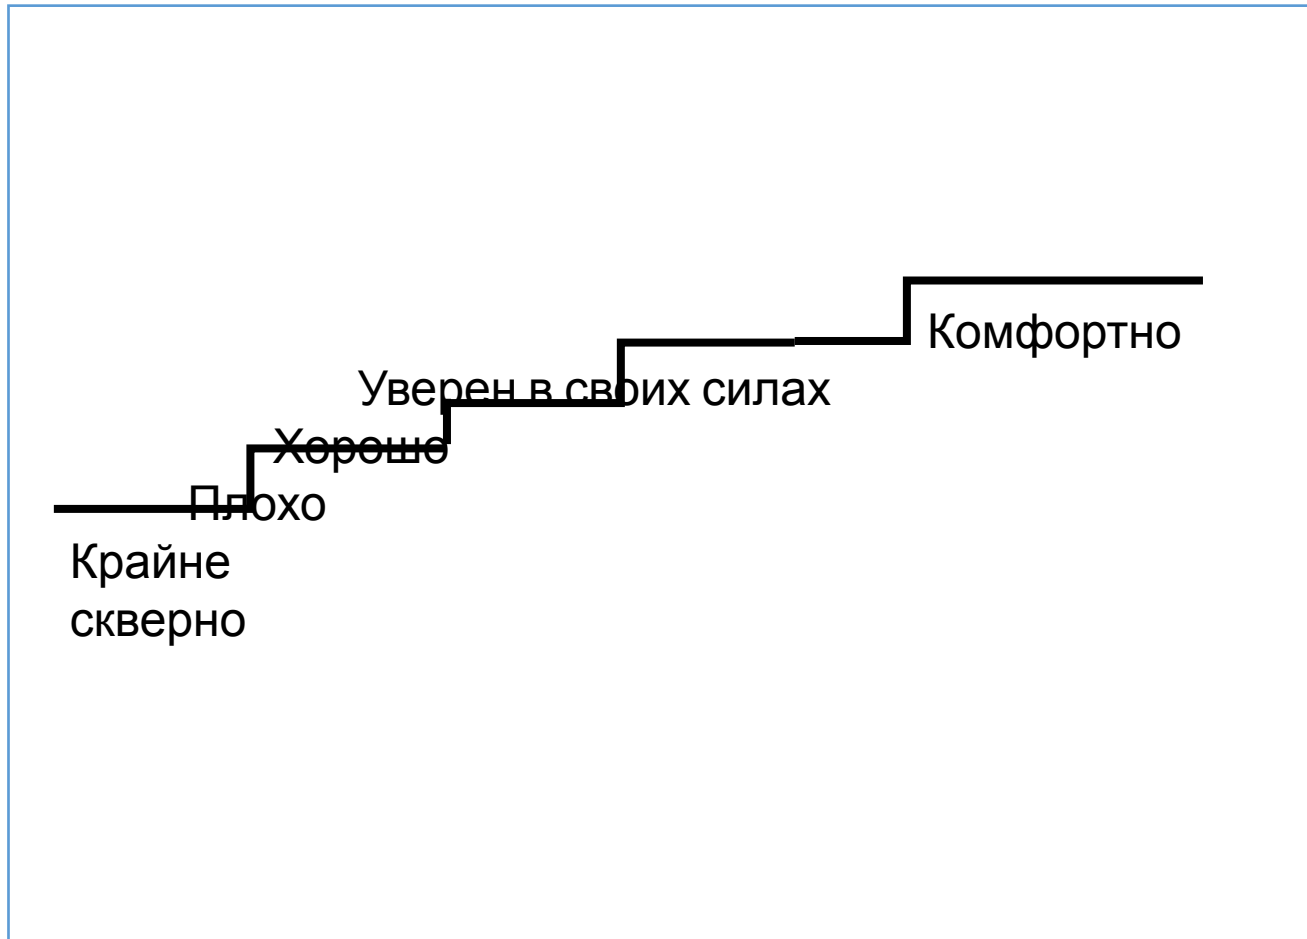 Комфортно
Уверен в своих силах
Хорошо
Плохо
Крайне
скверно